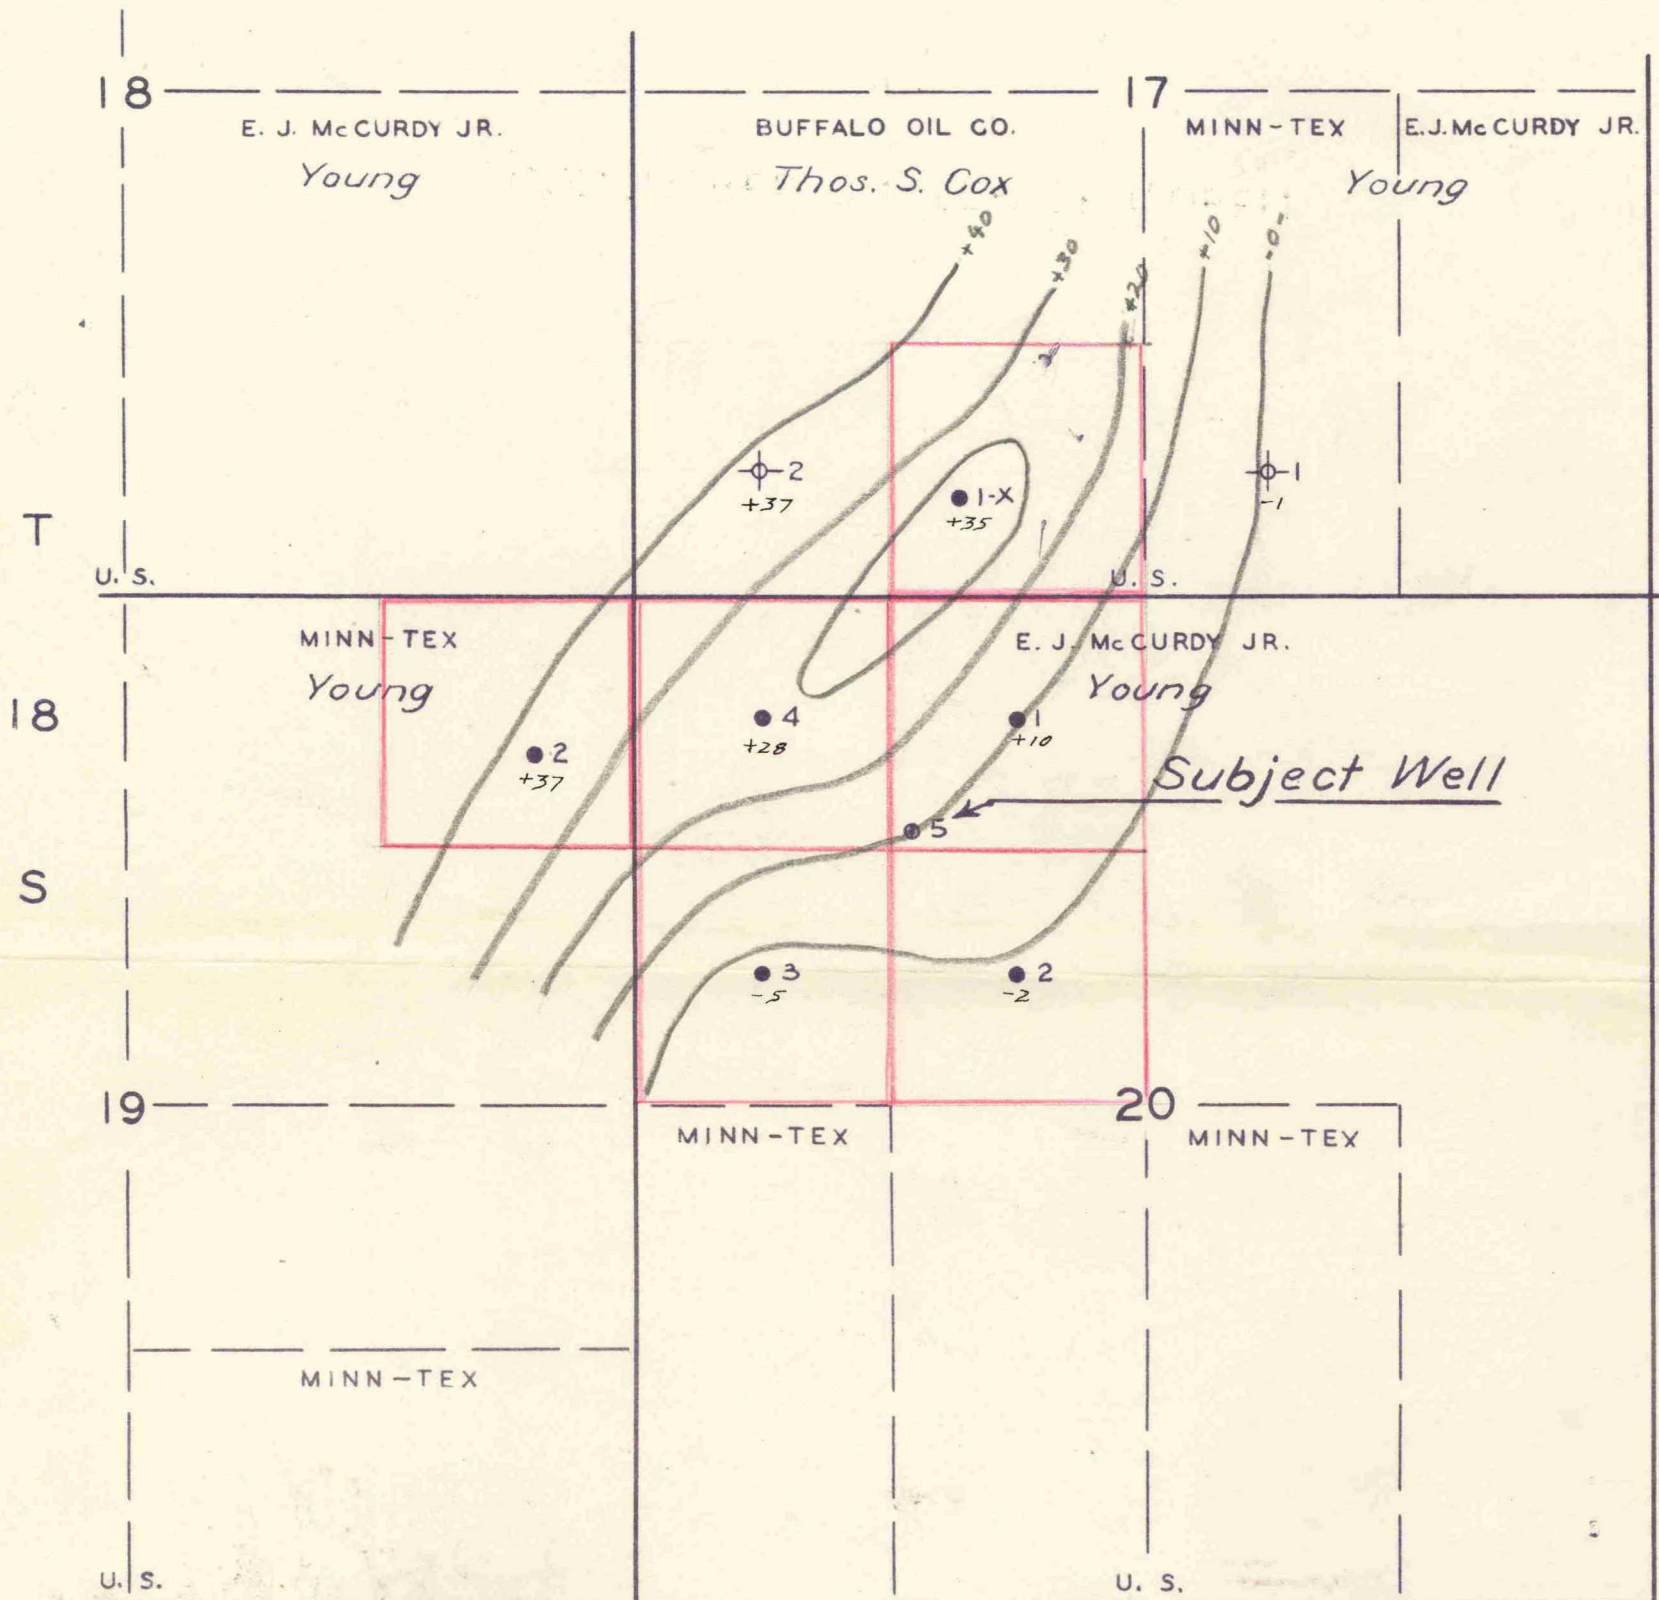 18
17
E. J. McCURDY JR.
BUFFALO OIL CO.
MINN-TEX
E.J. McCURDY JR.
Young
Thos. S. Cox
Young
+40
+30
+20
+10
-0-
2
+37
1-X
+35
1
-1
T
U. S.
U. S.
MINN-TEX
E. J. McCURDY JR.
Young
Young
18
4
+28
1
+10
2
+37
Subject Well
5
S
3
-5
2
-2
19
20
MINN-TEX
MINN-TEX
MINN-TEX
U. S.
U. S.